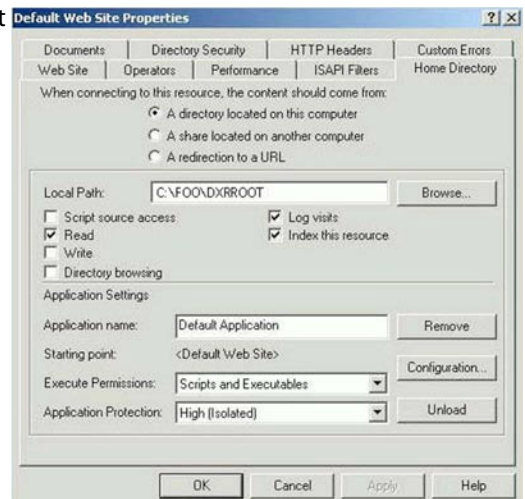 t
Default Web Site Properties ? x
Documents Directory Security HTTP Headers Custom Errors
Web Site Operators Performance ISAPI Filters Home Directory
When connecting to this resource, the content should come from:
A directory located on this computer
A share located on another computer
A redirection to a URL
Local Path: C:\FOO\DXRROOT Browse...
Script source access Log visits
Read Index this resource
Write
Directory browsing
Application Settings
Application name: Default Application Remove
Starting point: <Default Web Site>
Configuration...
Execute Permissions: Scripts and Executables
Application Protection: High (Isolated) Unload
OK Cancel Apply Help